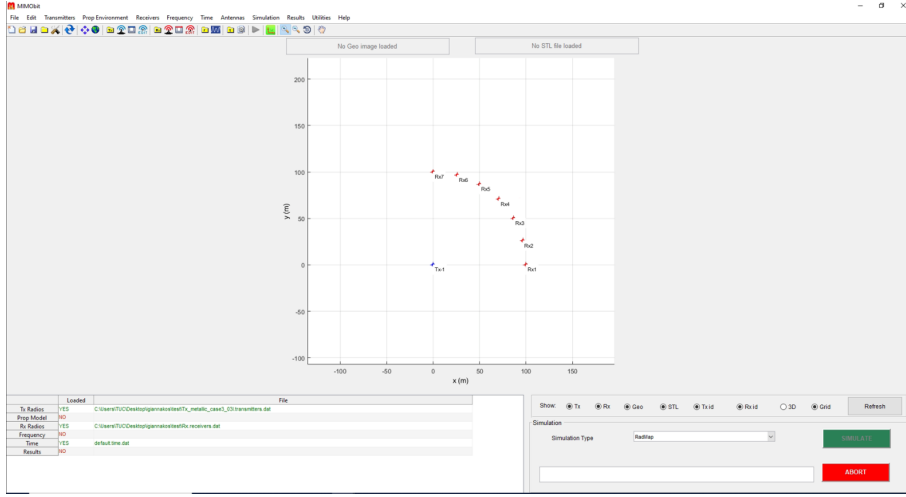 MIMObit
File Edit Transmitters Prop Environment Receivers Frequency Time Antennas Simulation Results Utilities Help
No Geo image loaded No STL file loaded
200
150
100
50
0
-50
-100
y (m)
Rx7
Rx6
Rx5
Rx4
Rx3
Rx2
Rx1
Tx-1
-100 -50 0 50 100 150
x (m)
Loaded File
Tx Radios YES C:\Users\TUC\Desktop\giannakos\test\Tx_metallic_case3_03\transmitters.dat
Prop Model NO
Rx Radios YES C:\Users\TUC\Desktop\giannakos\test\Rx.receivers.dat
Frequency NO
Time YES default.time.dat
Results NO
Show: Tx Rx Geo STL Tx id Rx id 3D Grid Refresh
Simulation
Simulation Type RadMap SIMULATE
ABORT